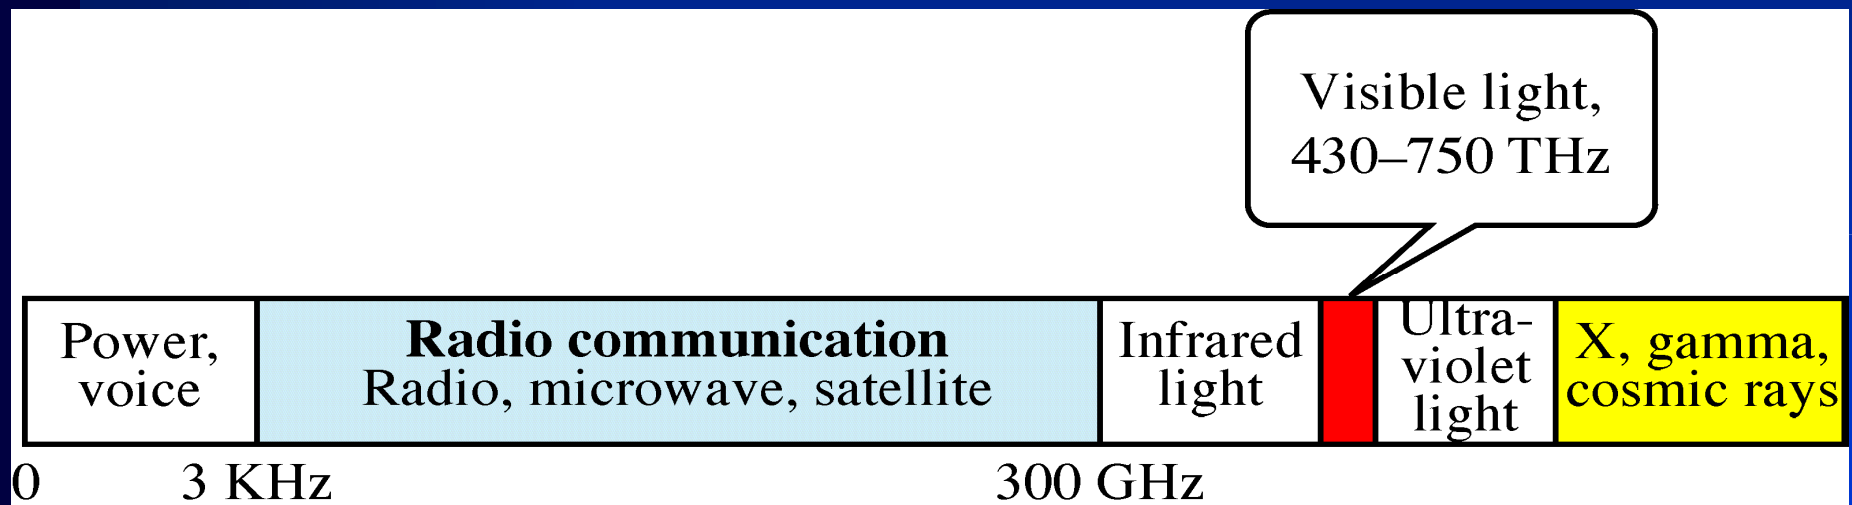 Visible light,
430–750 THz
Power,
voice
Radio communication
Radio, microwave, satellite
Infrared
light
Ultra-
violet
light
X, gamma,
cosmic rays
0
3 KHz
300 GHz